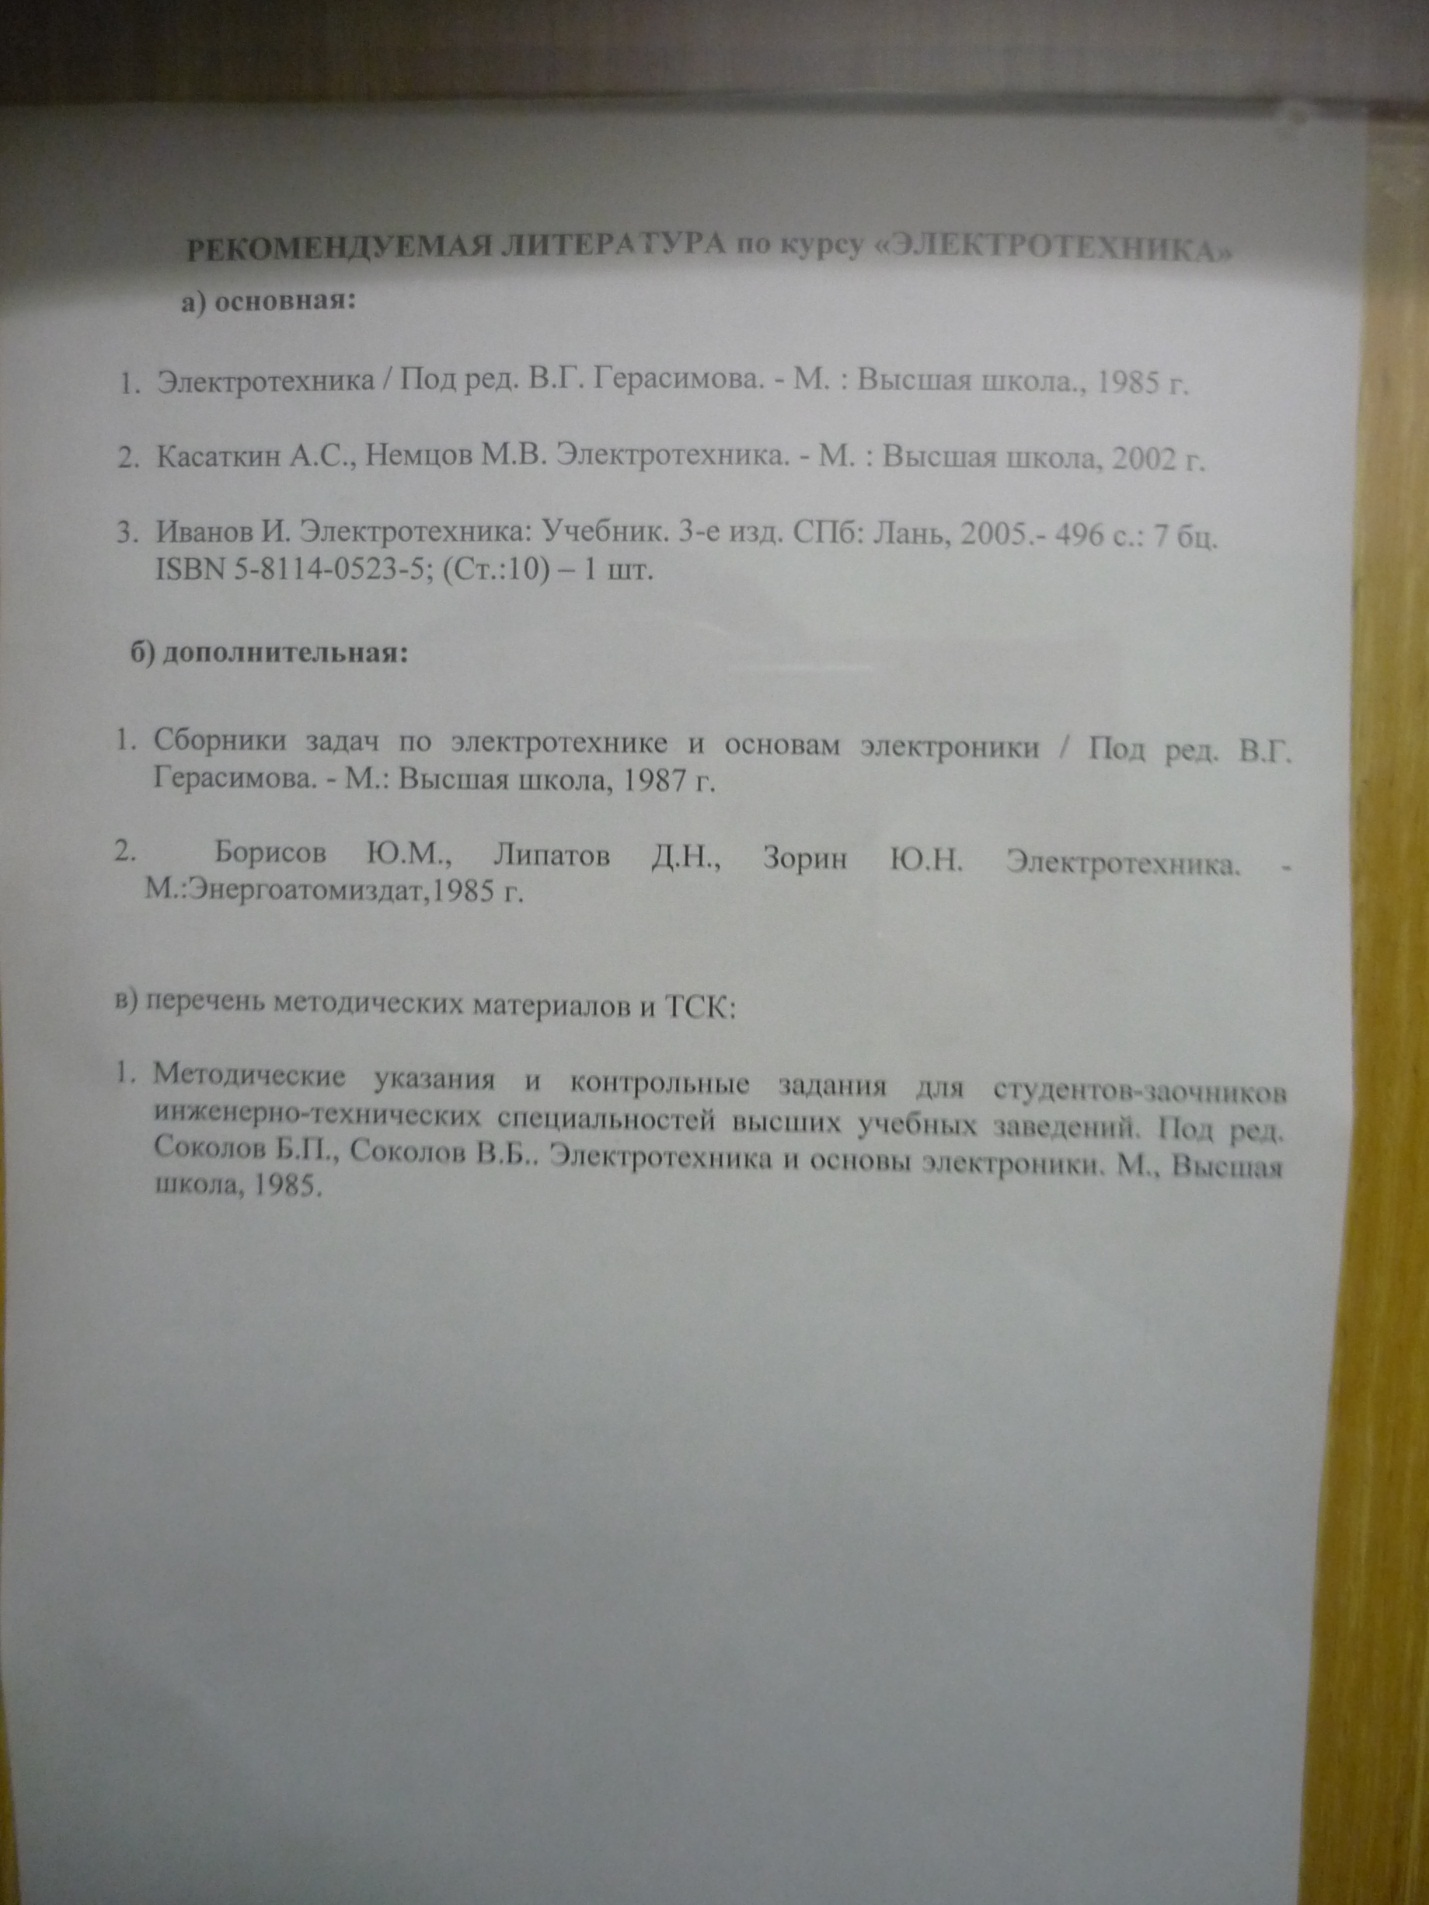 РЕКОМЕНДУЕМАЯ ЛИТЕРАТУРА по курсу «ЭЛЕКТРОТЕХНИКА»
а) основная:
1. Электротехника / Под ред. В.Г. Герасимова. - М. : Высшая школа., 1985 г.
2. Касаткин А.С., Немцов М.В. Электротехника. - М. : Высшая школа, 2002 г.
3. Иванов И. Электротехника: Учебник. 3-е изд. СПб: Лань, 2005.- 496 с.: 7 бц.
ISBN 5-8114-0523-5; (Ст.:10) – 1 шт.
б) дополнительная:
1. Сборники задач по электротехнике и основам электроники / Под ред. В.Г.
Герасимова. - М.: Высшая школа, 1987 г.
2. Борисов Ю.М., Липатов Д.Н., Зорин Ю.Н. Электротехника. -
М.:Энергоатомиздат,1985 г.
в) перечень методических материалов и ТСК:
1. Методические указания и контрольные задания для студентов-заочников
инженерно-технических специальностей высших учебных заведений. Под ред.
Соколов Б.П., Соколов В.Б.. Электротехника и основы электроники. М., Высшая
школа, 1985.